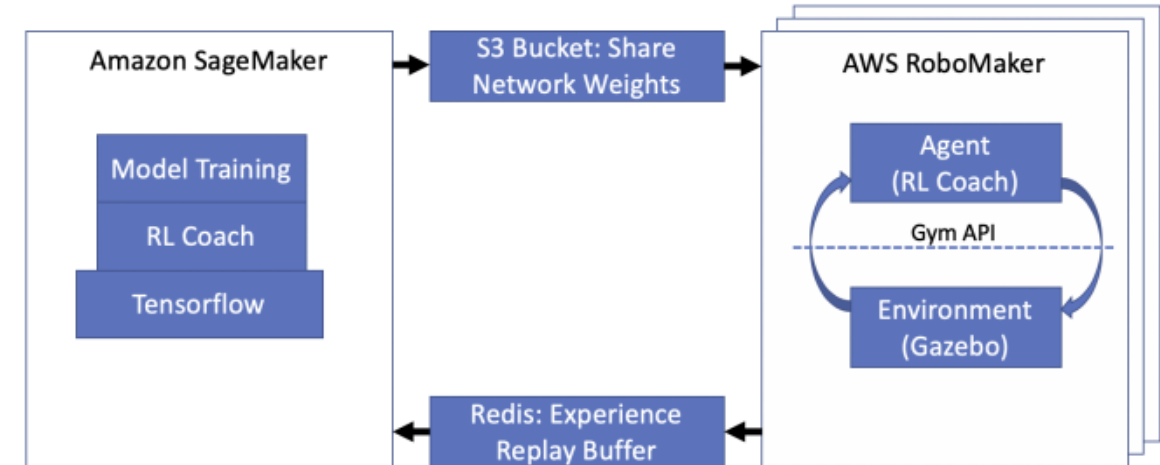 Amazon SageMaker
Model Training
RL Coach
Tensorflow
S3 Bucket: Share
Network Weights
Redis: Experience
Replay Buffer
AWS RoboMaker
Agent
(RL Coach)
Gym API
Environment
(Gazebo)